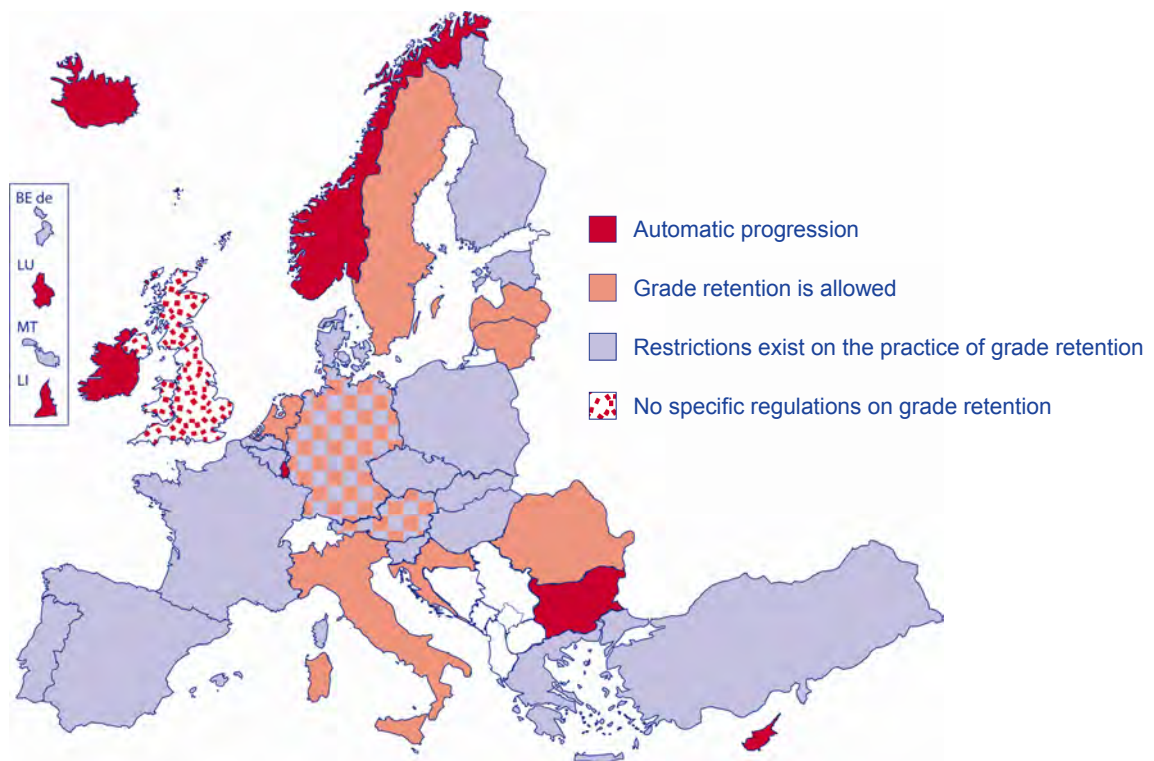 BE de
LU
MT
LI
Automatic progression
Grade retention is allowed
Restrictions exist on the practice of grade retention
No specific regulations on grade retention